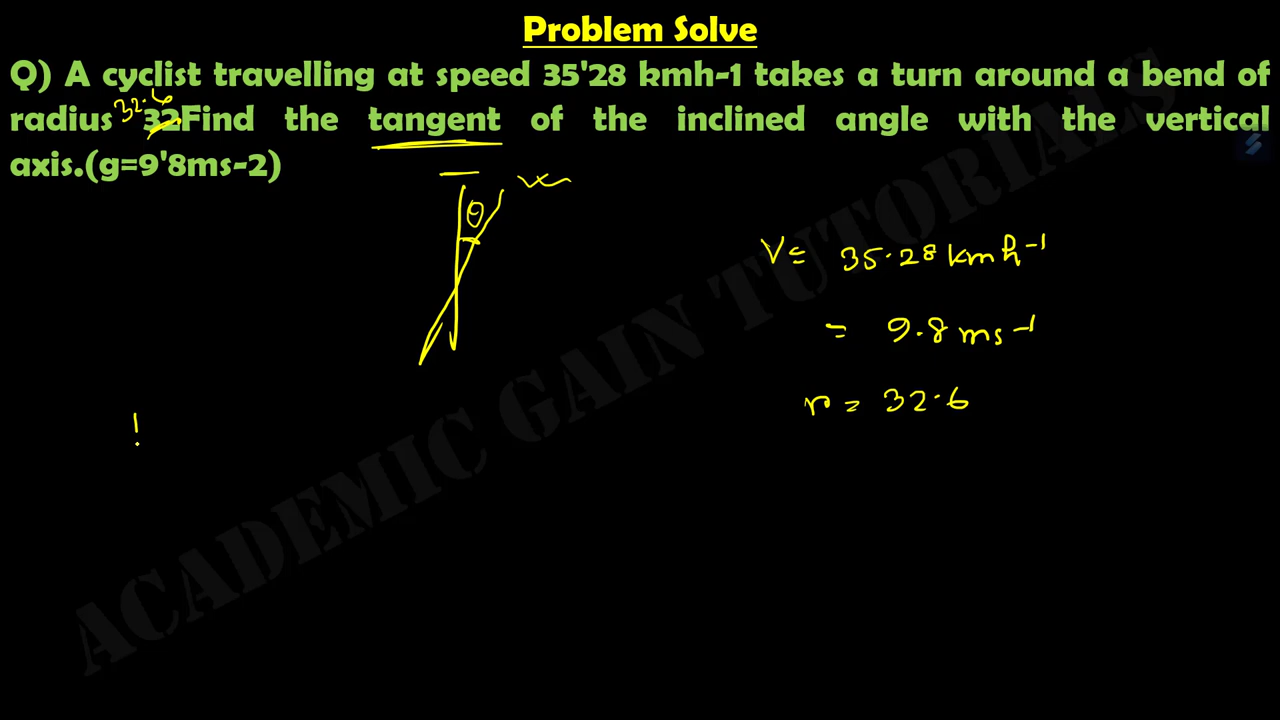 Problem Solve
Q) A cyclist travelling at speed 35'28 kmh-1 takes a turn around a bend of
32.6
radius 32Find the tangent of the inclined angle with the vertical
axis.(g=9'8ms-2)
θ
V= 35.28 kmh-1
= 9.8 ms-1
r = 32.6
ACADEMIC GAIN TUTORIALS